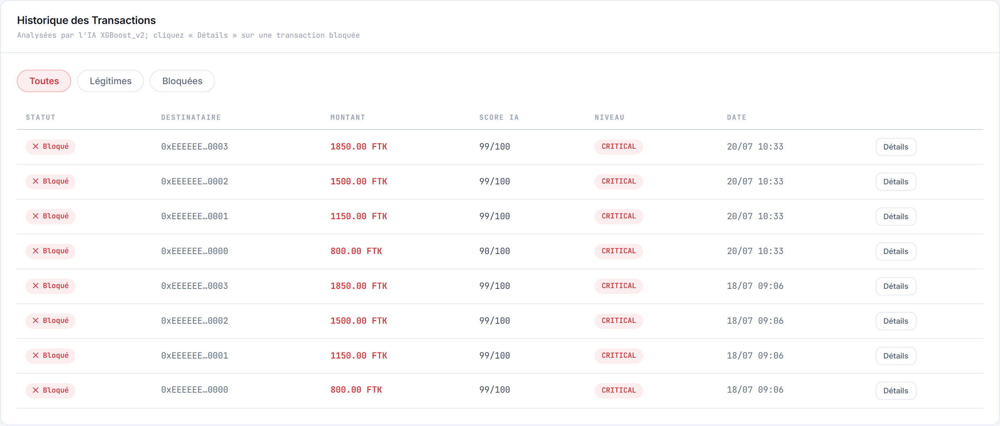 Historique des Transactions
Analysées par l'IA XGBoost_v2; cliquez « Détails » sur une transaction bloquée
Toutes Légitimes Bloquées
STATUT DESTINATAIRE MONTANT SCORE IA NIVEAU DATE
× Bloqué 0xEEEEEE…0003 1850.00 FTK 99/100 CRITICAL 20/07 10:33 Détails
× Bloqué 0xEEEEEE…0002 1500.00 FTK 99/100 CRITICAL 20/07 10:33 Détails
× Bloqué 0xEEEEEE…0001 1150.00 FTK 99/100 CRITICAL 20/07 10:33 Détails
× Bloqué 0xEEEEEE…0000 800.00 FTK 90/100 CRITICAL 20/07 10:33 Détails
× Bloqué 0xEEEEEE…0003 1850.00 FTK 99/100 CRITICAL 18/07 09:06 Détails
× Bloqué 0xEEEEEE…0002 1500.00 FTK 99/100 CRITICAL 18/07 09:06 Détails
× Bloqué 0xEEEEEE…0001 1150.00 FTK 99/100 CRITICAL 18/07 09:06 Détails
× Bloqué 0xEEEEEE…0000 800.00 FTK 99/100 CRITICAL 18/07 09:06 Détails